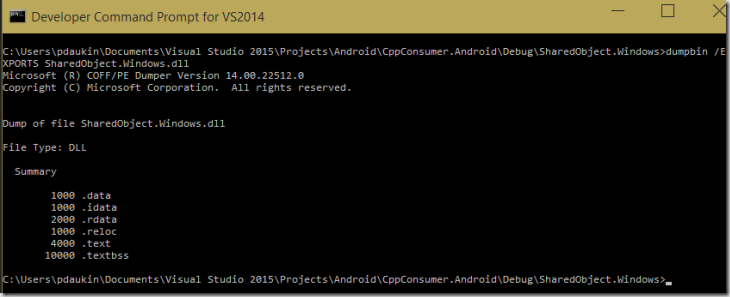 Developer Command Prompt for VS2014
C:\Users\pdaukin\Documents\Visual Studio 2015\Projects\Android\CppConsumer.Android\Debug\SharedObject.Windows>dumpbin /E
XPORTS SharedObject.Windows.dll
Microsoft (R) COFF/PE Dumper Version 14.00.22512.0
Copyright (C) Microsoft Corporation.  All rights reserved.
Dump of file SharedObject.Windows.dll
File Type: DLL
Summary
1000 .data
1000 .idata
2000 .rdata
1000 .reloc
4000 .text
10000 .textbss
C:\Users\pdaukin\Documents\Visual Studio 2015\Projects\Android\CppConsumer.Android\Debug\SharedObject.Windows>